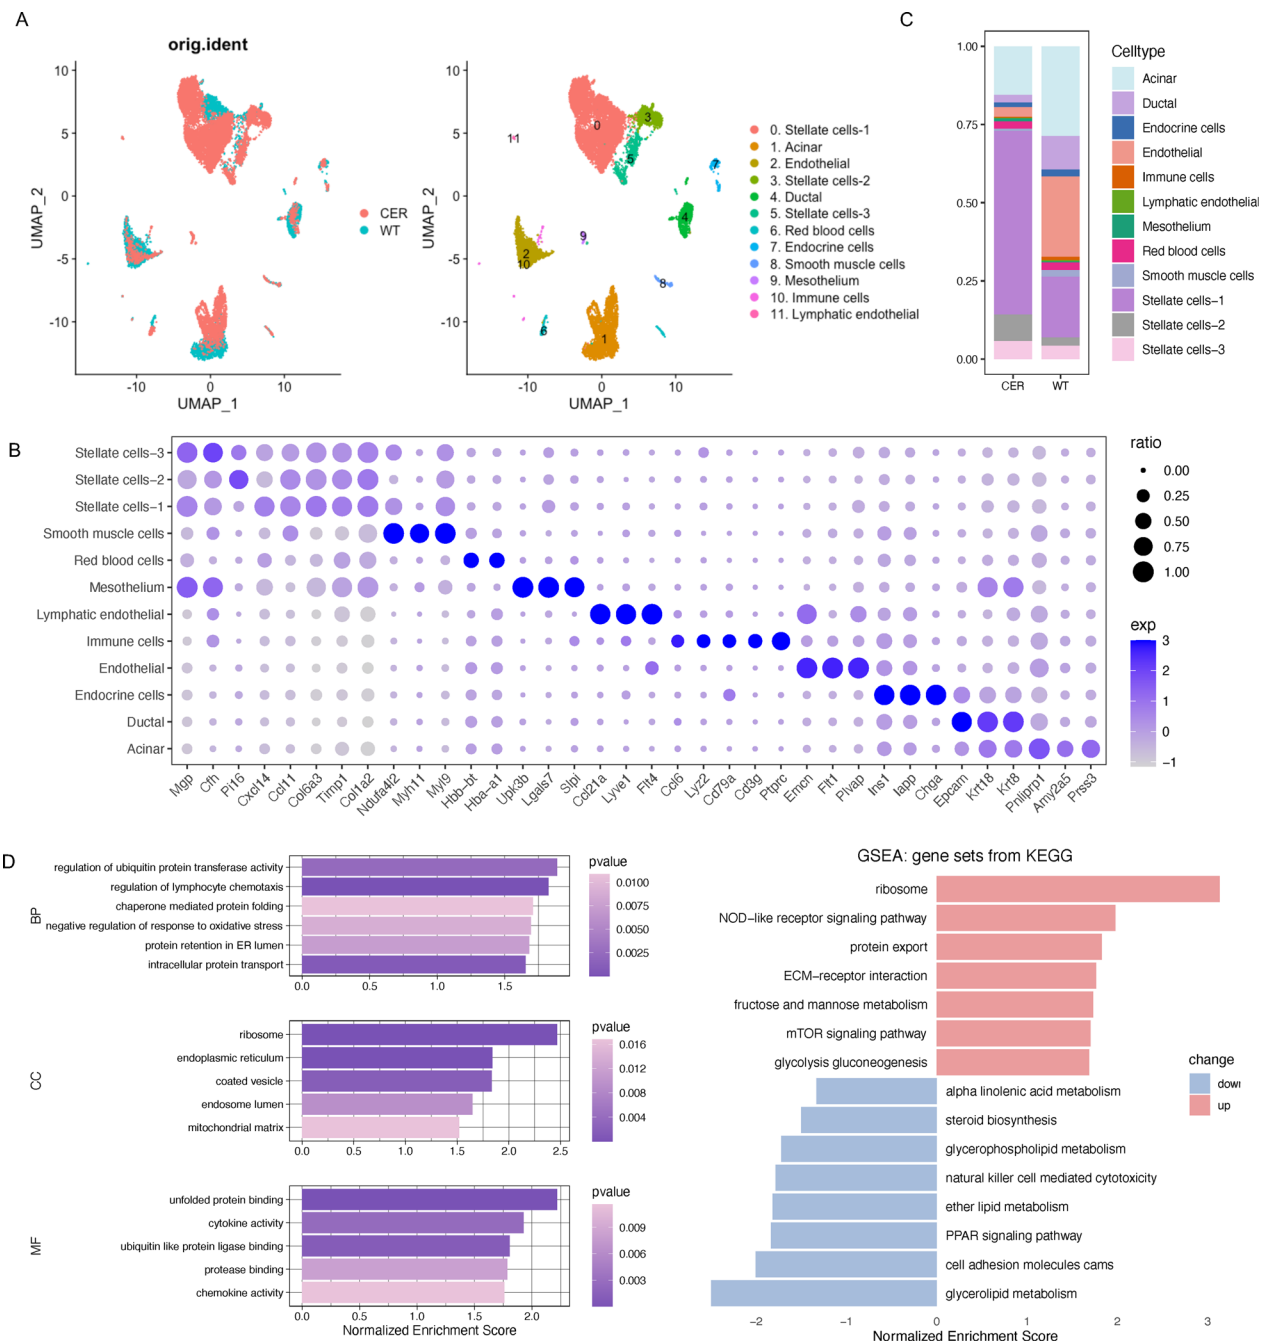 A
orig.ident
10
5
0
-5
-10
-10
0
10
UMAP_1
UMAP_2
CER
WT
10
5
0
-5
-10
-10
0
10
UMAP_1
UMAP_2
0
1
2
3
4
5
6
7
8
9
10
11
0. Stellate cells-1
1. Acinar
2. Endothelial
3. Stellate cells-2
4. Ductal
5. Stellate cells-3
6. Red blood cells
7. Endocrine cells
8. Smooth muscle cells
9. Mesothelium
10. Immune cells
11. Lymphatic endothelial
C
1.00
0.75
0.50
0.25
0.00
CER
WT
Celltype
Acinar
Ductal
Endocrine cells
Endothelial
Immune cells
Lymphatic endothelial
Mesothelium
Red blood cells
Smooth muscle cells
Stellate cells-1
Stellate cells-2
Stellate cells-3
B
Stellate cells-3
Stellate cells-2
Stellate cells-1
Smooth muscle cells
Red blood cells
Mesothelium
Lymphatic endothelial
Immune cells
Endothelial
Endocrine cells
Ductal
Acinar
Mgp
Cfh
Pi16
Cxcl14
Ccl11
Col6a3
Timp1
Col1a2
Ndufa4l2
Myh11
Myl9
Hbb-bt
Hba-a1
Upk3b
Lgals7
Slpi
Ccl21a
Lyve1
Flt4
Ccl6
Lyz2
Cd79a
Cd3g
Ptprc
Emcn
Flt1
Plvap
Ins1
Iapp
Chga
Epcam
Krt18
Krt8
Pnliprp1
Amy2a5
Prss3
ratio
0.00
0.25
0.50
0.75
1.00
exp
3
2
1
0
-1
D
BP
regulation of ubiquitin protein transferase activity
regulation of lymphocyte chemotaxis
chaperone mediated protein folding
negative regulation of response to oxidative stress
protein retention in ER lumen
intracellular protein transport
0.0
0.5
1.0
1.5
pvalue
0.0100
0.0075
0.0050
0.0025
CC
ribosome
endoplasmic reticulum
coated vesicle
endosome lumen
mitochondrial matrix
0.0
0.5
1.0
1.5
2.0
2.5
pvalue
0.016
0.012
0.008
0.004
MF
unfolded protein binding
cytokine activity
ubiquitin like protein ligase binding
protease binding
chemokine activity
0.0
0.5
1.0
1.5
2.0
Normalized Enrichment Score
pvalue
0.009
0.006
0.003
GSEA: gene sets from KEGG
ribosome
NOD-like receptor signaling pathway
protein export
ECM-receptor interaction
fructose and mannose metabolism
mTOR signaling pathway
glycolysis gluconeogenesis
alpha linolenic acid metabolism
steroid biosynthesis
glycerophospholipid metabolism
natural killer cell mediated cytotoxicity
ether lipid metabolism
PPAR signaling pathway
cell adhesion molecules cams
glycerolipid metabolism
-2
-1
0
1
2
3
Normalized Enrichment Score
change
down
up